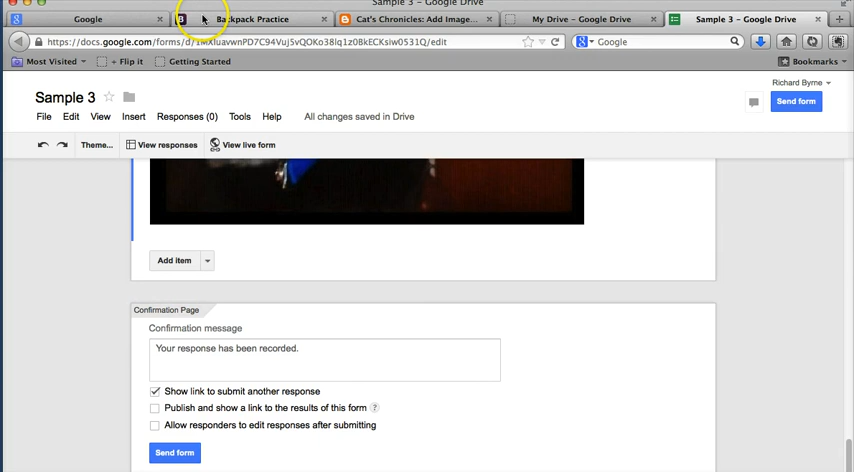 Sample 3 – Google Drive
Google
Backpack Practice
Cat's Chronicles: Add Image...
My Drive – Google Drive
Sample 3 – Google Drive
https://docs.google.com/forms/d/1MXluavwnPD7C94Vuj5vQOKo38lq1z0BkECKsiw0531Q/edit
Google
Most Visited
+ Flip it
Getting Started
Bookmarks
Richard Byrne
Sample 3
Send form
File Edit View Insert Responses (0) Tools Help All changes saved in Drive
Theme... View responses View live form
Add item
Confirmation Page
Confirmation message
Your response has been recorded.
Show link to submit another response
Publish and show a link to the results of this form ?
Allow responders to edit responses after submitting
Send form